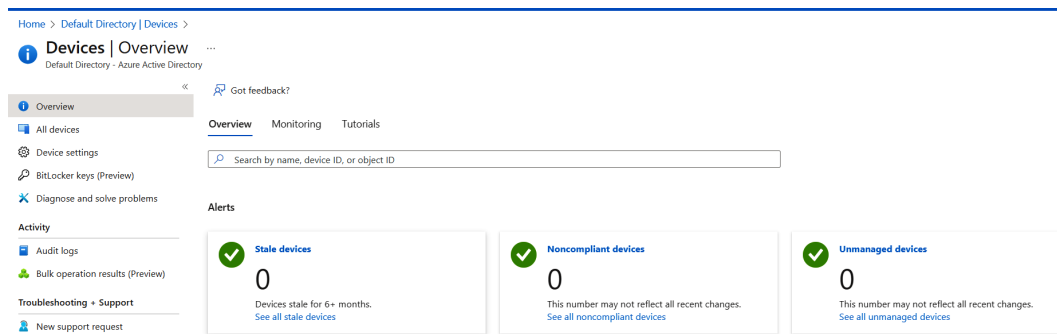 Home > Default Directory | Devices >
Devices | Overview ...
Default Directory - Azure Active Directory
«
Got feedback?
Overview
All devices
Device settings
BitLocker keys (Preview)
Diagnose and solve problems
Activity
Audit logs
Bulk operation results (Preview)
Troubleshooting + Support
New support request
Overview Monitoring Tutorials
Search by name, device ID, or object ID
Alerts
Stale devices
0
Devices stale for 6+ months.
See all stale devices
Noncompliant devices
0
This number may not reflect all recent changes.
See all noncompliant devices
Unmanaged devices
0
This number may not reflect all recent changes.
See all unmanaged devices